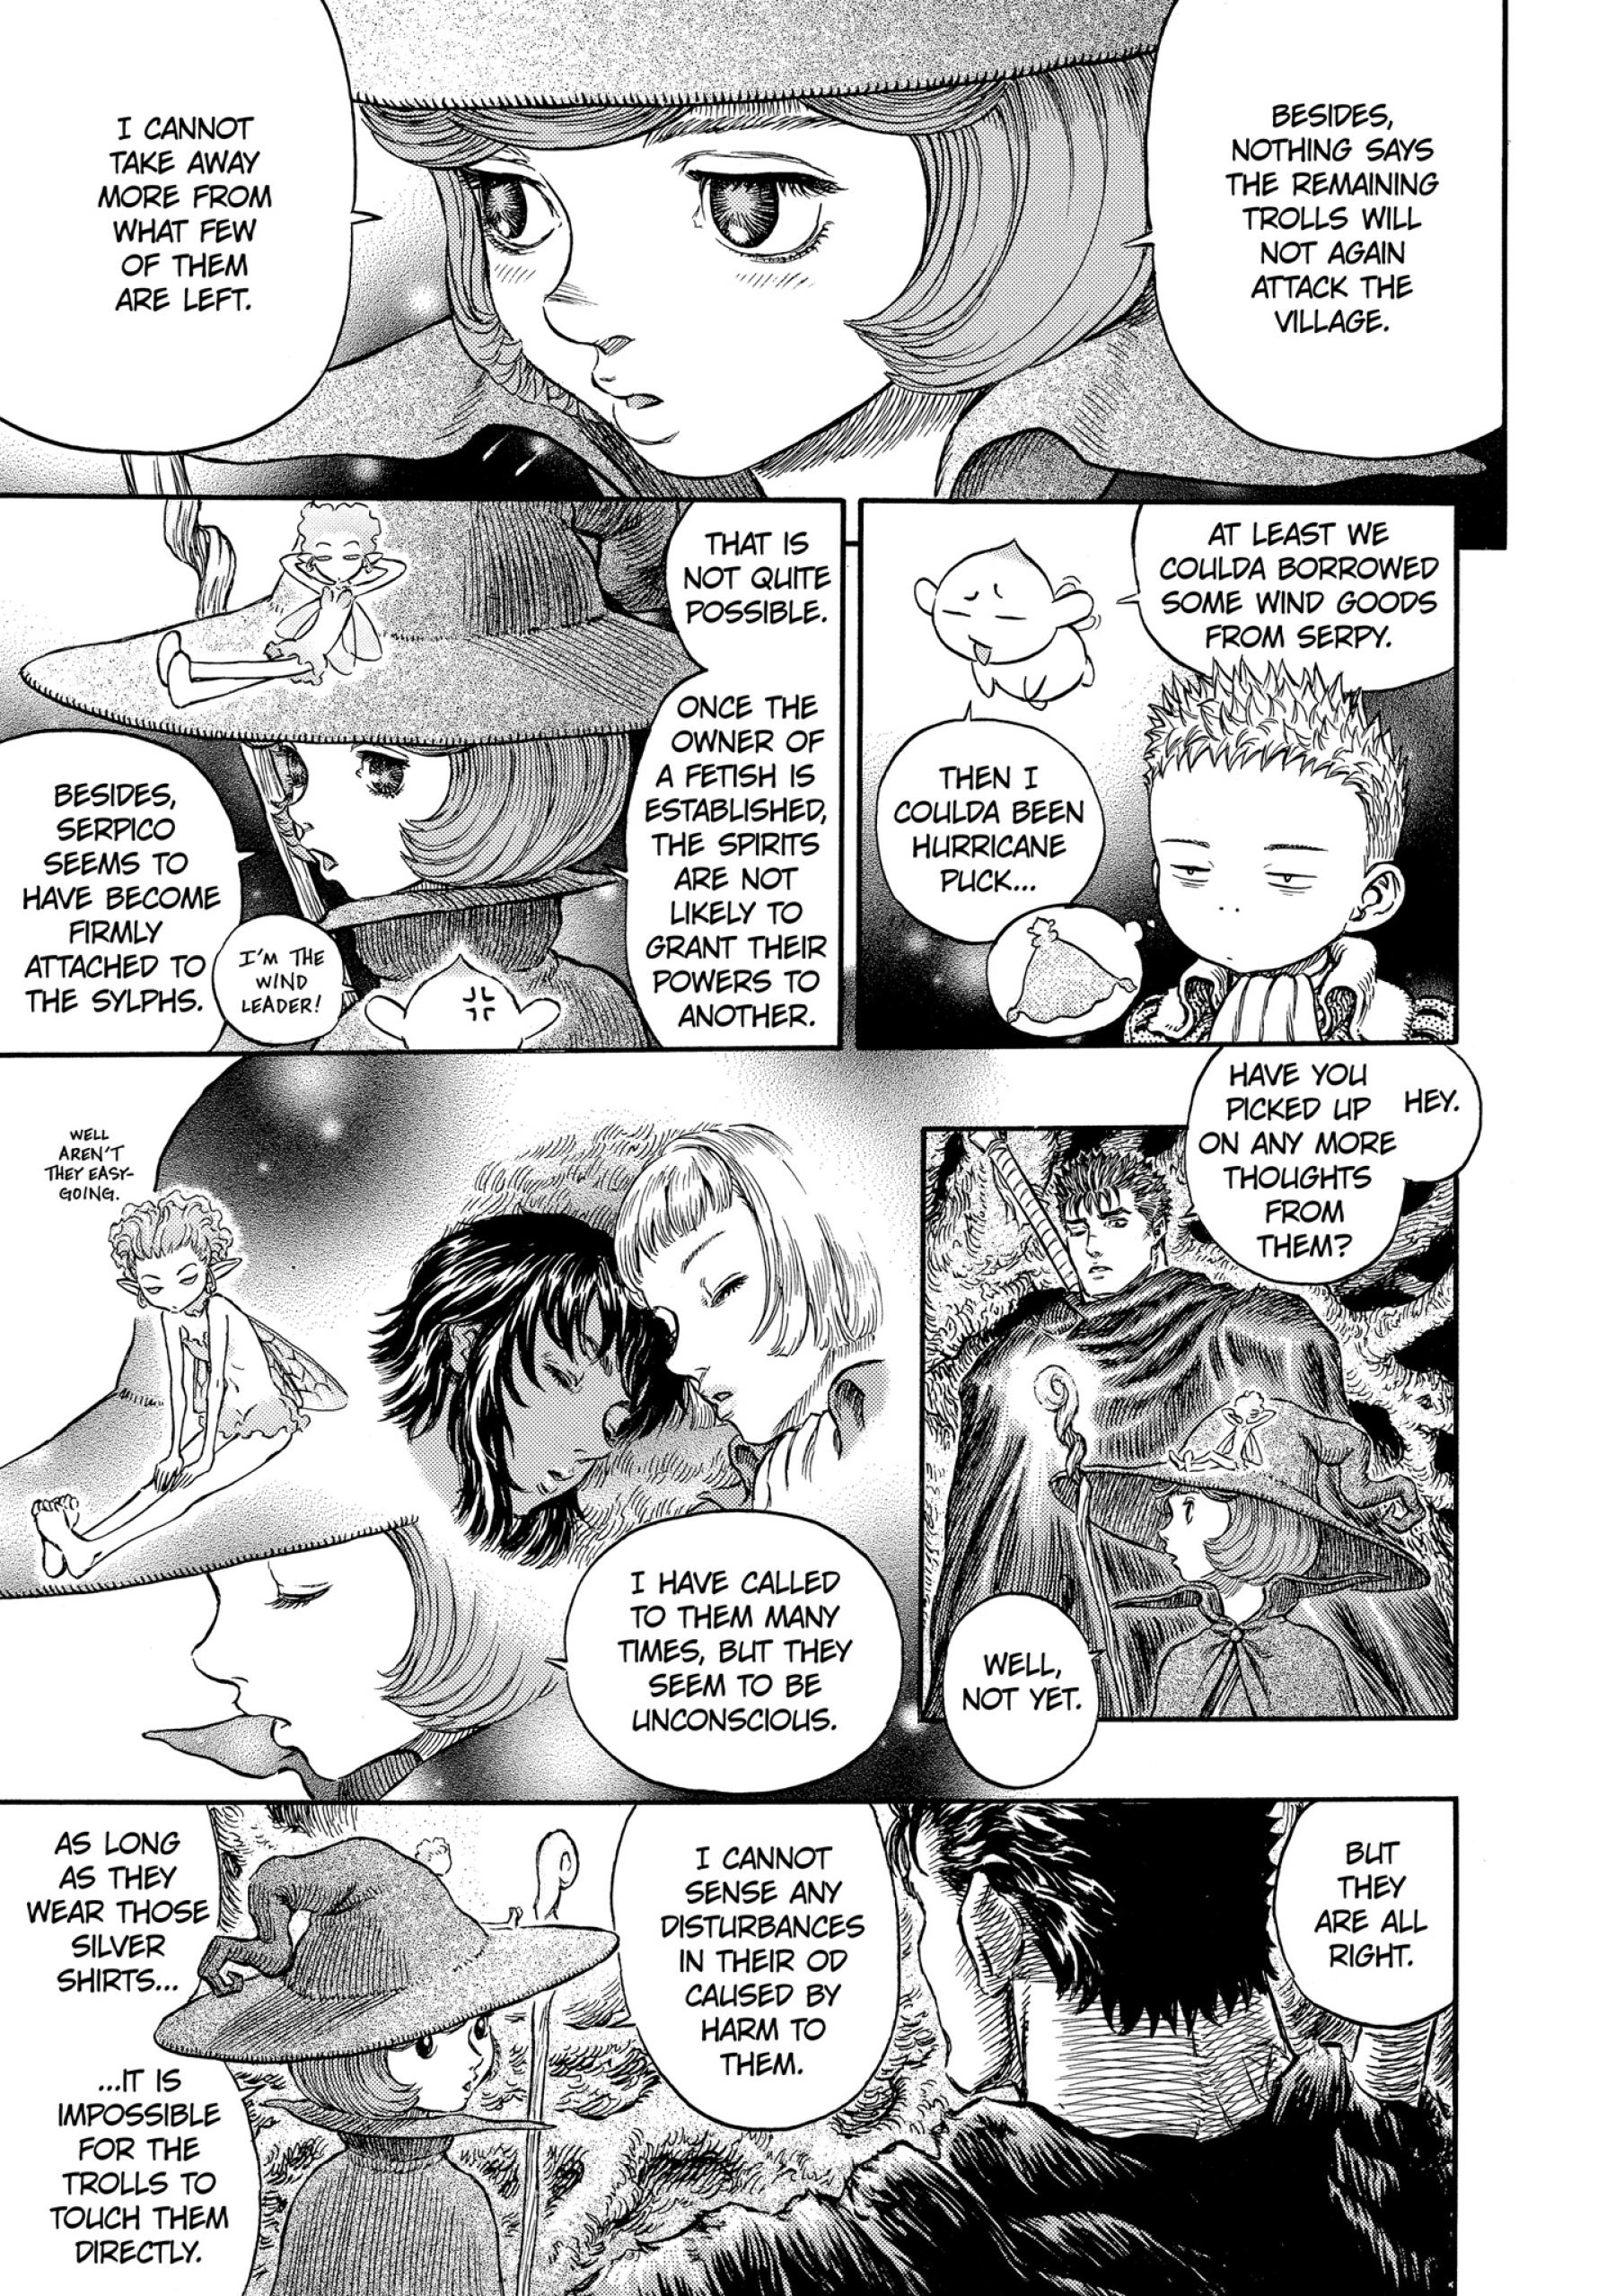 BESIDES,
NOTHING SAYS
THE REMAINING
TROLLS WILL
NOT AGAIN
ATTACK THE
VILLAGE.
I CANNOT
TAKE AWAY
MORE FROM
WHAT FEW
OF THEM
ARE LEFT.
AT LEAST WE
COULDA BORROWED
SOME WIND GOODS
FROM SERPY.
THEN I
COULDA BEEN
HURRICANE
PUCK...
THAT IS
NOT QUITE
POSSIBLE.
ONCE THE
OWNER OF
A FETISH IS
ESTABLISHED,
THE SPIRITS
ARE NOT
LIKELY TO
GRANT THEIR
POWERS TO
ANOTHER.
BESIDES,
SERPICO
SEEMS TO
HAVE BECOME
FIRMLY
ATTACHED TO
THE SYLPHS.
I'M THE
WIND
LEADER!
HEY.
HAVE YOU
PICKED UP
ON ANY MORE
THOUGHTS
FROM
THEM?
WELL,
NOT YET.
I HAVE CALLED
TO THEM MANY
TIMES, BUT THEY
SEEM TO BE
UNCONSCIOUS.
WELL
AREN'T
THEY EASY-
GOING.
BUT
THEY
ARE ALL
RIGHT.
I CANNOT
SENSE ANY
DISTURBANCES
IN THEIR OD
CAUSED BY
HARM TO
THEM.
AS LONG
AS THEY
WEAR THOSE
SILVER
SHIRTS...
...IT IS
IMPOSSIBLE
FOR THE
TROLLS TO
TOUCH THEM
DIRECTLY.